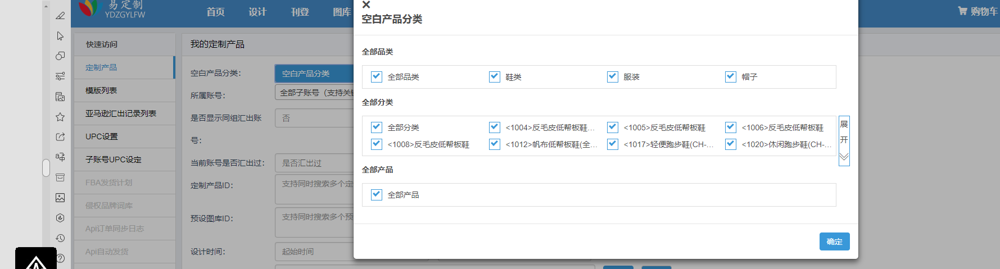 易定制
YDZGYLFW
首页 设计 刊登 图库
购物车
快速访问
定制产品
模版列表
亚马逊汇出记录列表
UPC设置
子账号UPC设定
FBA发货计划
侵权品牌词库
Api订单同步日志
Api自动发货
我的定制产品
空白产品分类： 空白产品分类
所属账号： 全部子账号（支持关
是否显示同组汇出账 否
号：
当前账号是否汇出过： 是否汇出过
定制产品ID： 支持同时搜索多个定
预设图库ID： 支持同时搜索多个预
设计时间： 起始时间
×
空白产品分类
全部品类
全部品类 鞋类 服装 帽子
全部分类
全部分类 <1004>反毛皮低帮板鞋... <1005>反毛皮低帮板鞋 <1006>反毛皮低帮板鞋
<1008>反毛皮低帮板鞋 <1012>帆布低帮板鞋(全... <1017>轻便跑步鞋(CH-... <1020>休闲跑步鞋(CH-...
展
开
全部产品
全部产品
确定